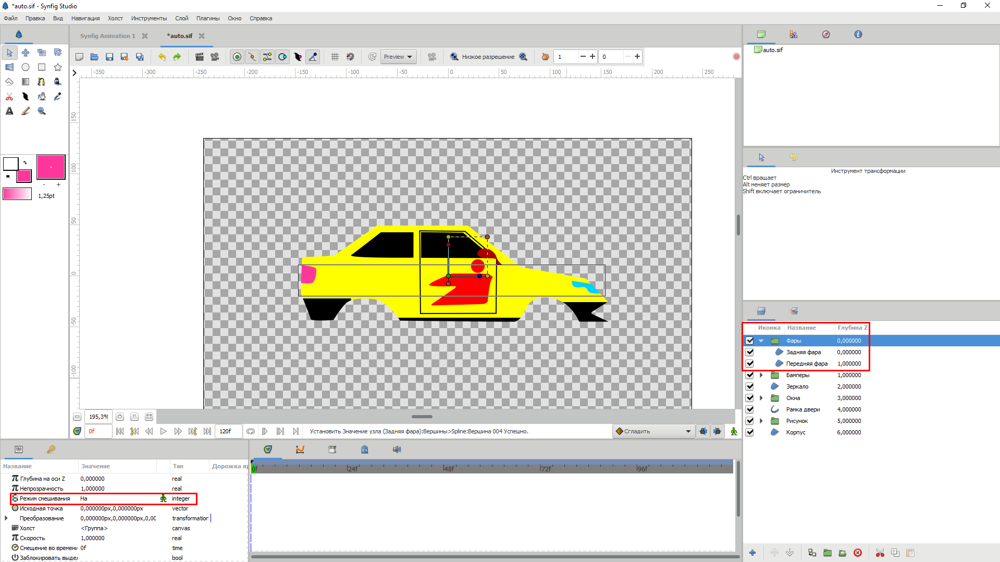 *auto.sif - Synfig Studio
Файл Правка Вид Навигация Холст Инструменты Слой Плагины Окно Справка
Synfig Animation 1
*auto.sif
Preview
Низкое разрешение
1
0
-350 -300 -250 -200 -150 -100 -50 0 50 100 150 200 250
150
100
50
0
-50
-100
- +
1,25pt
195,3%
0f
120f
Установить Значение узла (Задняя фара):Вершины>Spline:Вершина 004 Успешно.
Сгладить
Название Значение Тип Дорожка вр
Глубина на оси Z 0,000000 real
Непрозрачность 1,000000 real
Режим смешивания На integer
Исходная точка 0,000000px,0,000000px vector
Преобразование 0,000000px,0,000000px,0,00 transformation
Холст <Группа> canvas
Скорость 1,000000 real
Смещение во времени 0f time
Заблокировать выдел bool
0f 24f 48f 72f 96f
auto.sif
Инструмент трансформации
Ctrl вращает
Alt меняет размер
Shift включает ограничитель
Иконка Название Глубина Z
Фары 0,000000
Задняя фара 0,000000
Передняя фара 1,000000
Бамперы 1,000000
Зеркало 2,000000
Окна 3,000000
Рамка двери 4,000000
Рисунок 5,000000
Корпус 6,000000